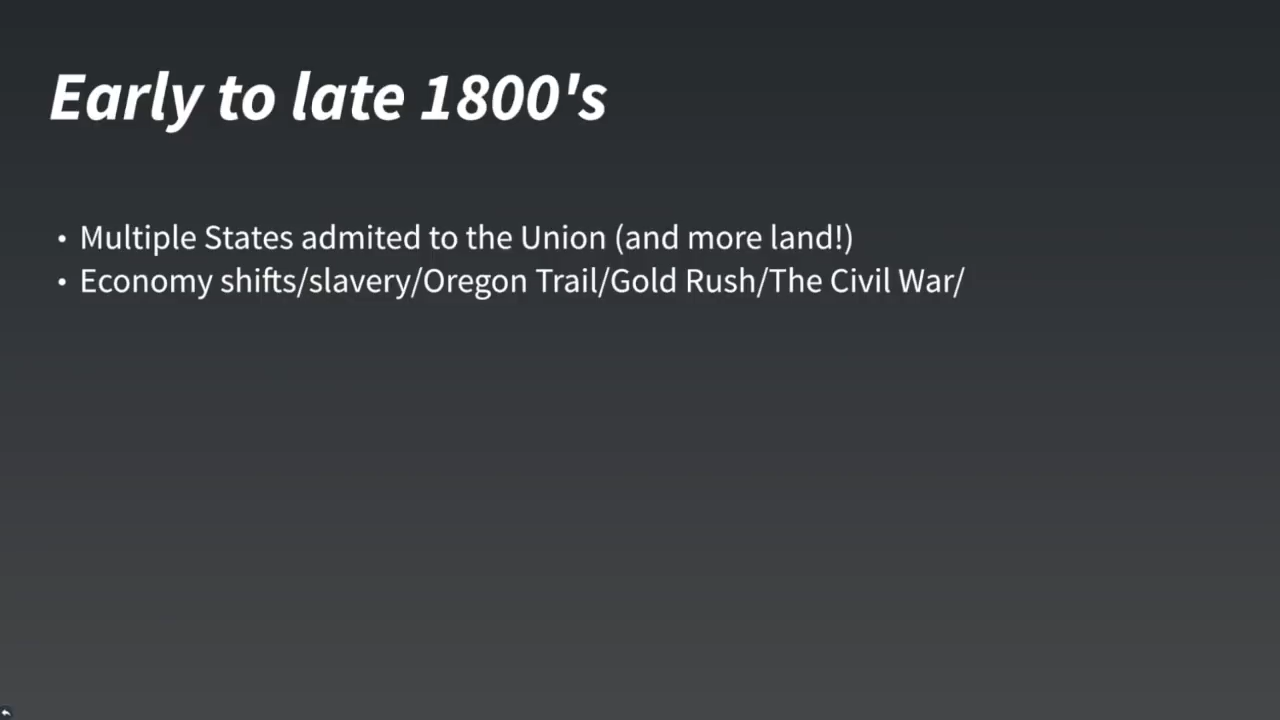 Early to late 1800's
• Multiple States admited to the Union (and more land!)
• Economy shifts/slavery/Oregon Trail/Gold Rush/The Civil War/